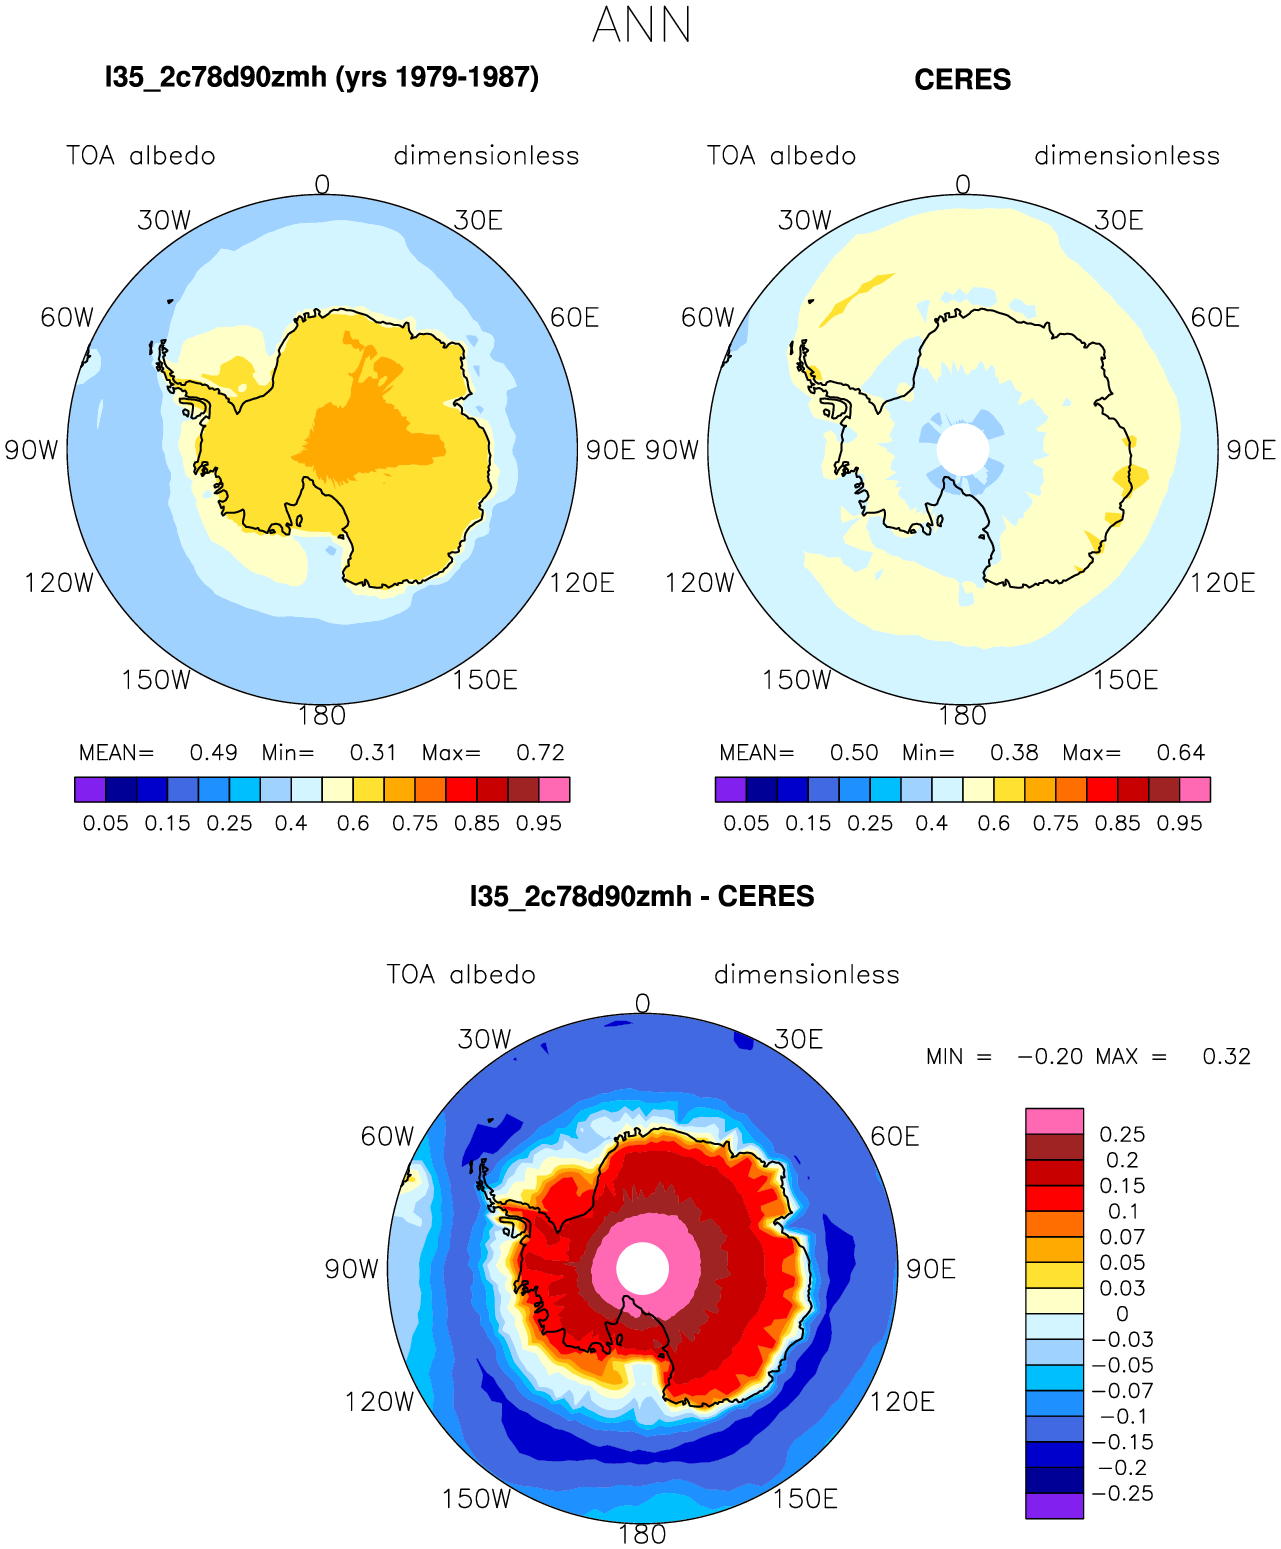 ANN
l35_2c78d90zmh (yrs 1979-1987)
CERES
TOA albedo dimensionless
TOA albedo dimensionless
0
30W 30E
60W 60E
90W 90E
120W 120E
150W 150E
180
0
30W 30E
60W 60E
90W 90E
120W 120E
150W 150E
180
MEAN= 0.49 Min= 0.31 Max= 0.72
0.05 0.15 0.25 0.4 0.6 0.75 0.85 0.95
MEAN= 0.50 Min= 0.38 Max= 0.64
0.05 0.15 0.25 0.4 0.6 0.75 0.85 0.95
l35_2c78d90zmh - CERES
TOA albedo dimensionless
0
30W 30E
60W 60E
90W 90E
120W 120E
150W 150E
180
MIN = −0.20 MAX = 0.32
0.25
0.2
0.15
0.1
0.07
0.05
0.03
0
−0.03
−0.05
−0.07
−0.1
−0.15
−0.2
−0.25